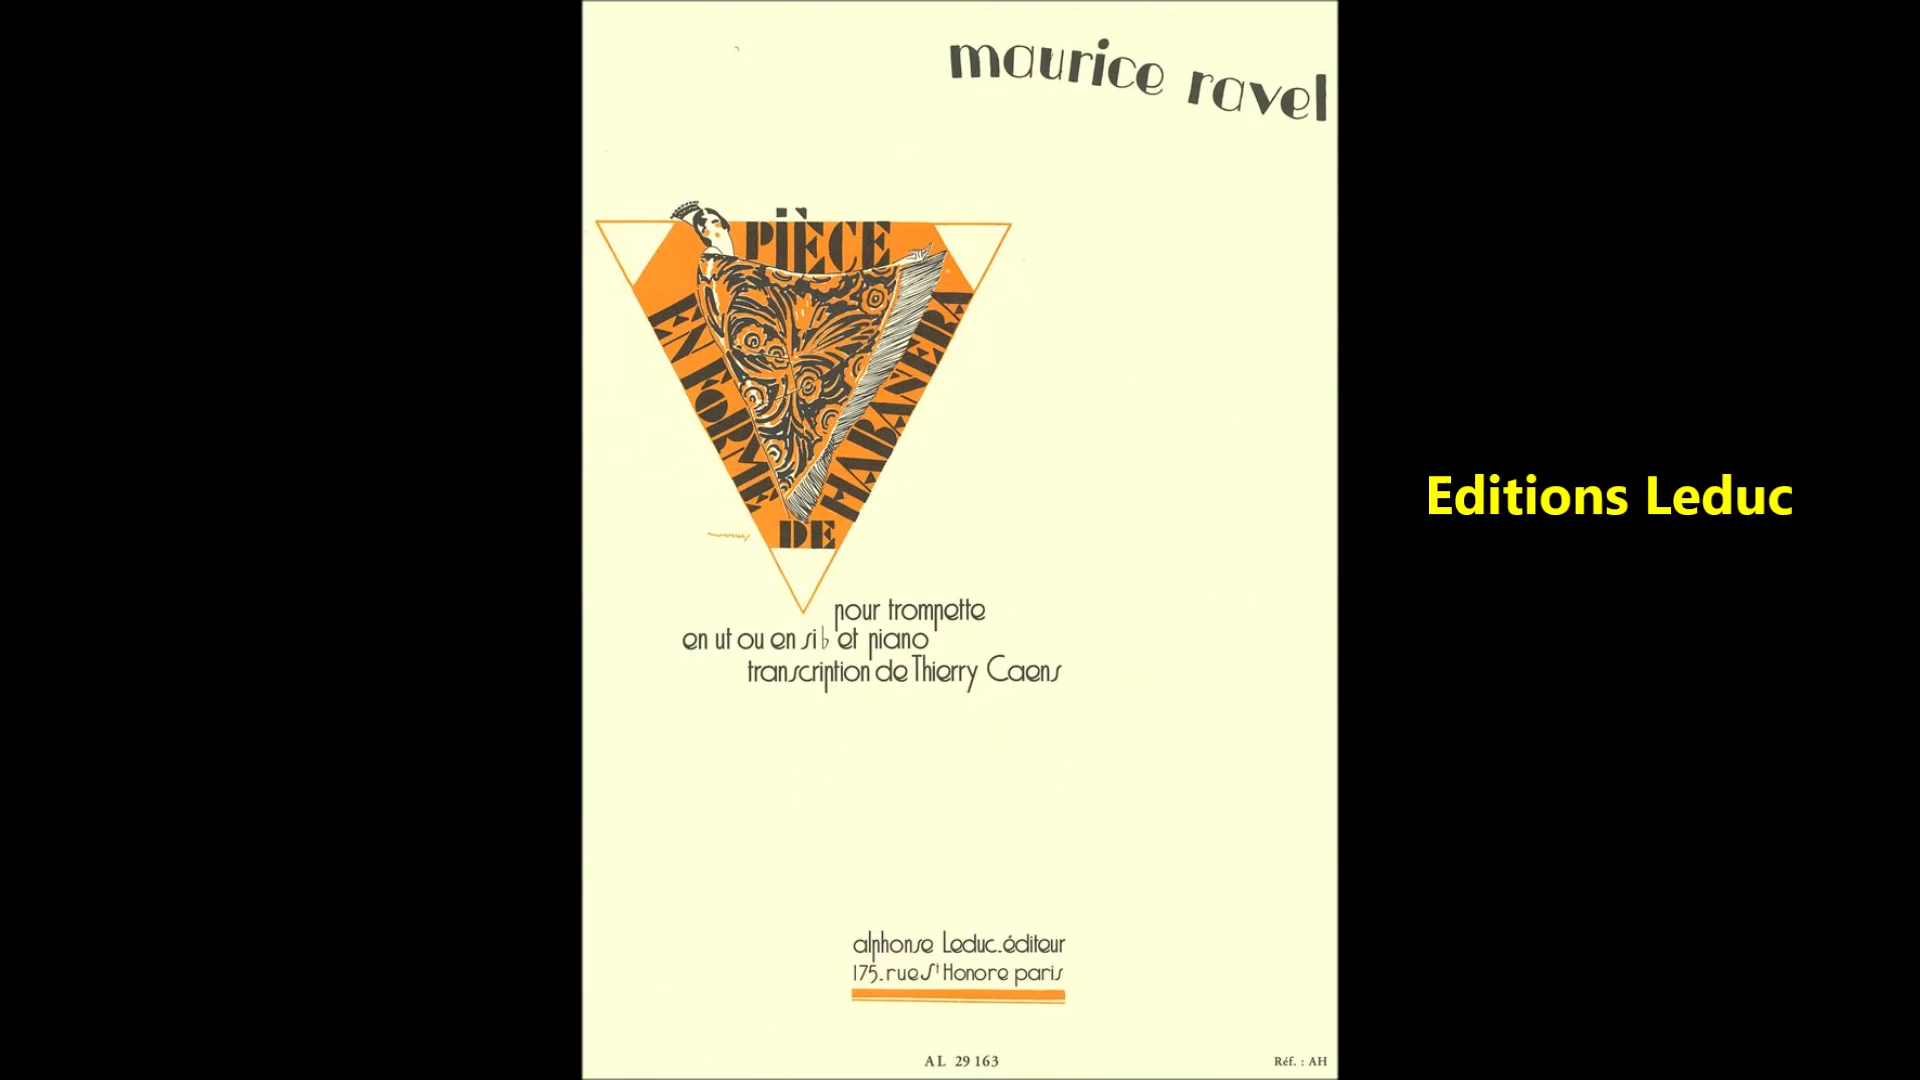 maurice ravel
PIÈCE
EN FORME
DE
HABANERA
pour trompette
en ut ou en si♭ et piano
transcription de Thierry Caens
Editions Leduc
alphonse Leduc.éditeur
175.rue St Honore paris
AL 29 163
Réf. : AH